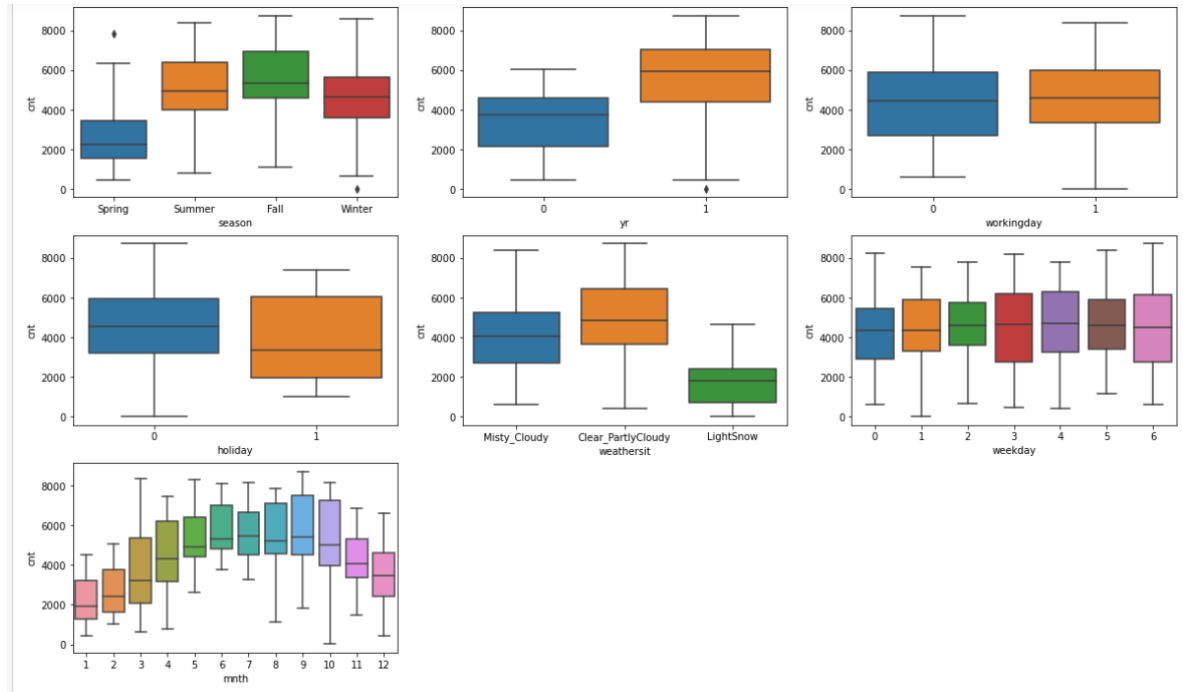 8000
6000
4000
2000
0
cnt
Spring Summer Fall Winter
season
8000
6000
4000
2000
0
cnt
0 1
yr
8000
6000
4000
2000
0
cnt
0 1
workingday
8000
6000
4000
2000
0
cnt
0 1
holiday
8000
6000
4000
2000
0
cnt
Misty_Cloudy Clear_PartlyCloudy LightSnow
weathersit
8000
6000
4000
2000
0
cnt
0 1 2 3 4 5 6
weekday
8000
6000
4000
2000
0
cnt
1 2 3 4 5 6 7 8 9 10 11 12
mnth